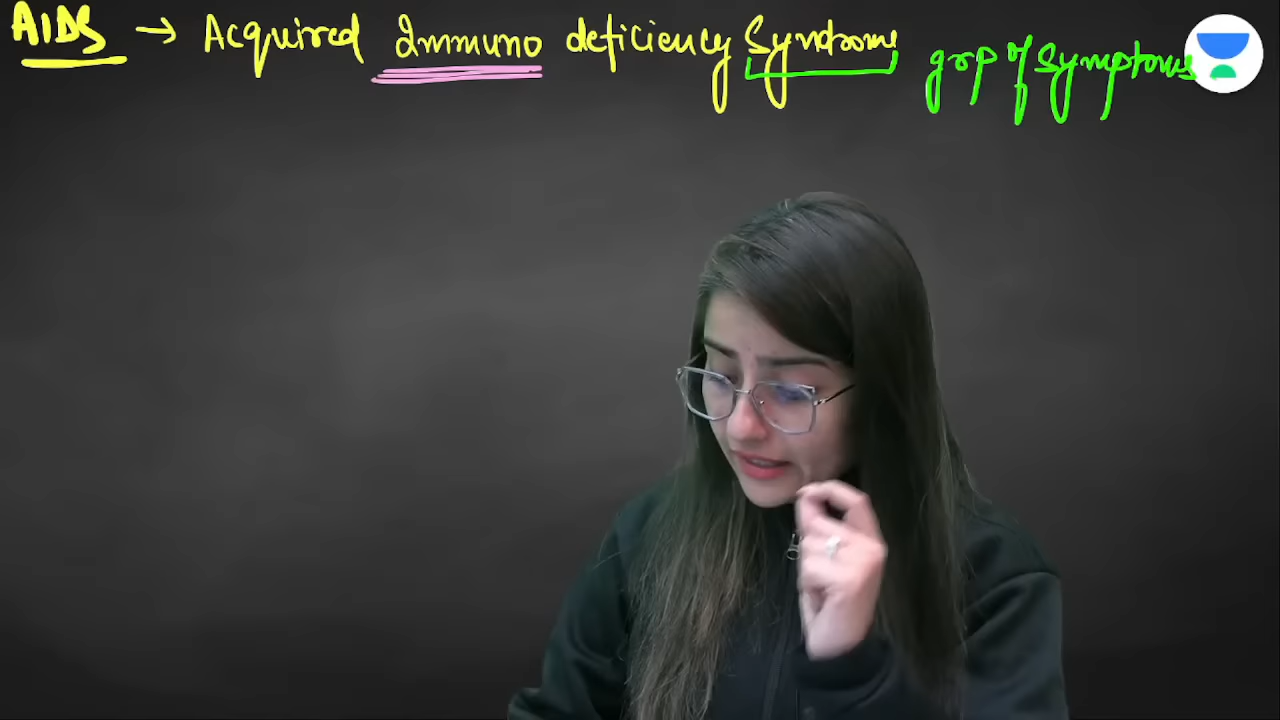 AIDS → Acquired Immuno deficiency Syndrome grp of symptoms